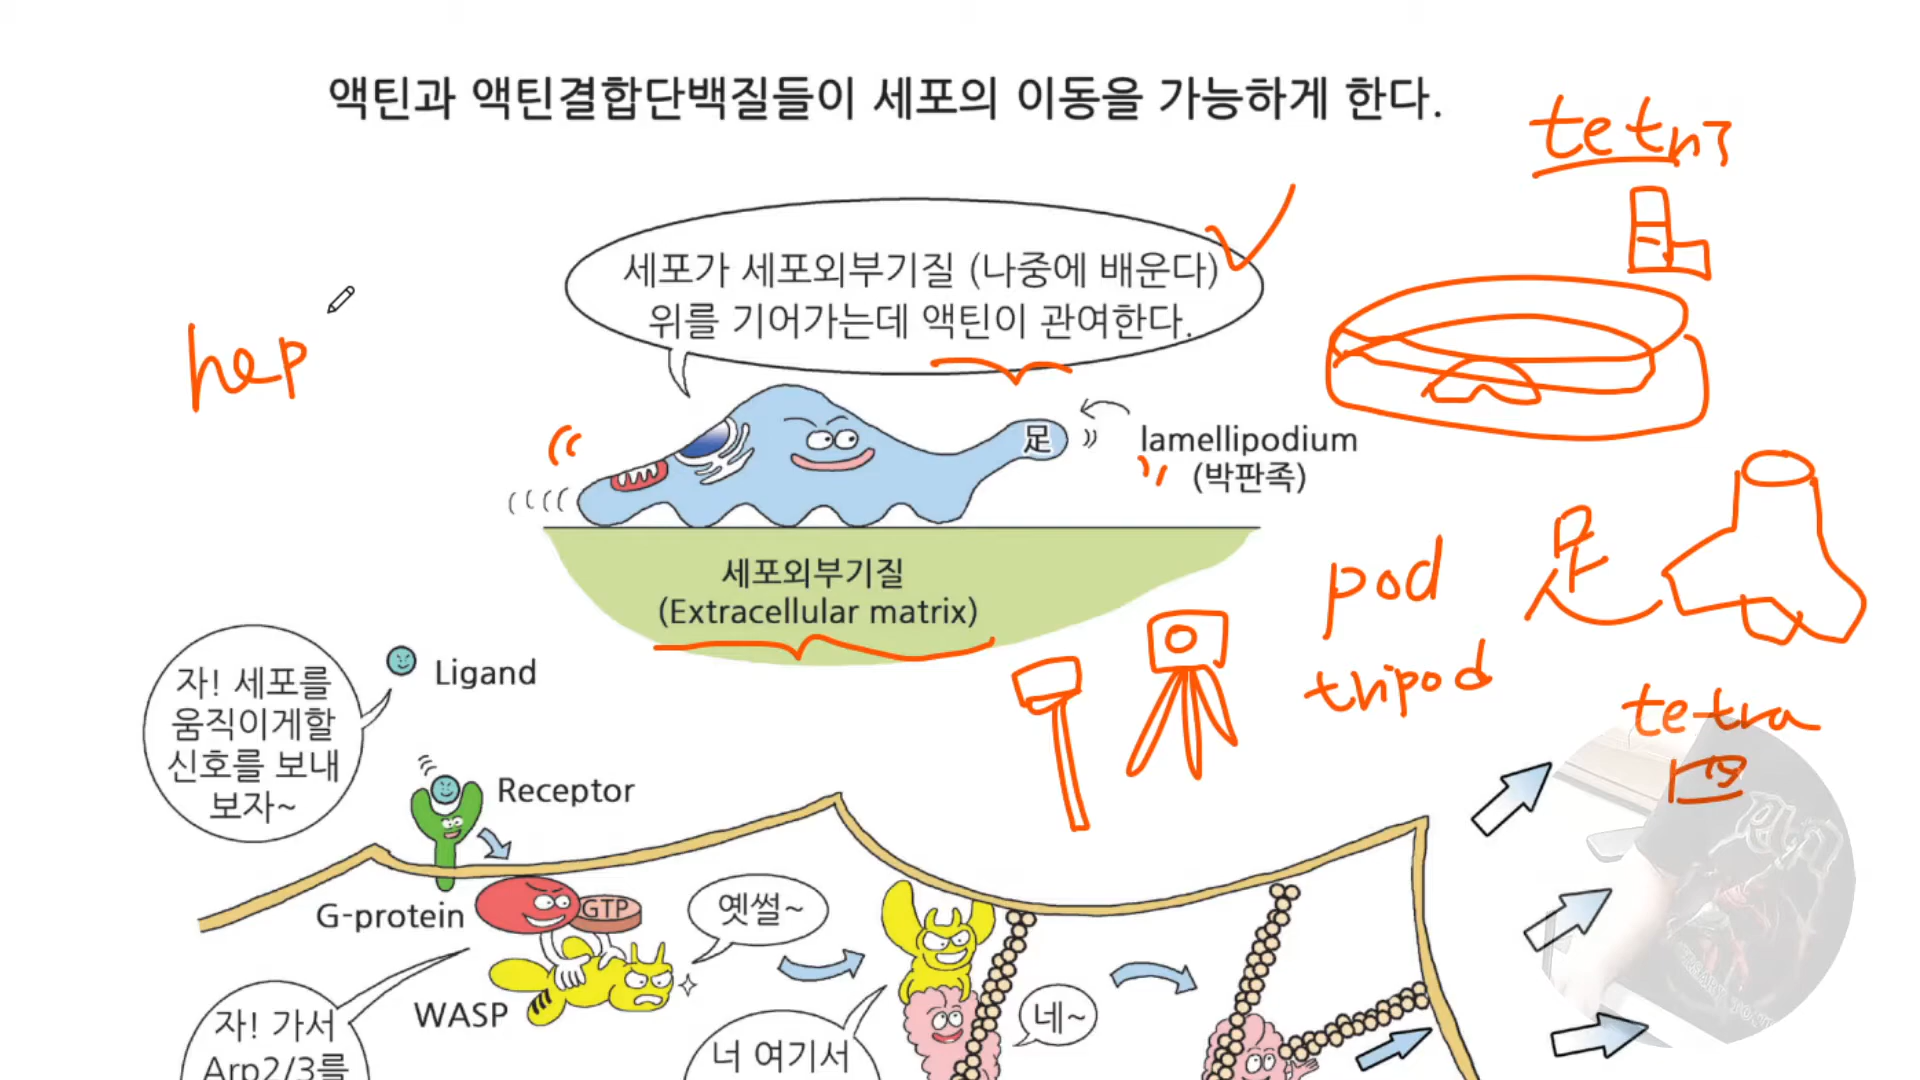 액틴과 액틴결합단백질들이 세포의 이동을 가능하게 한다.
tetri
세포가 세포외부기질 (나중에 배운다)
위를 기어가는데 액틴이 관여한다.
hep
足
lamellipodium
(박판족)
세포외부기질
(Extracellular matrix)
pod
足
tripod
tetra
四
자! 세포를
움직이게할
신호를 보내
보자~
Ligand
Receptor
G-protein
GTP
옛썰~
WASP
자! 가서
Arp2/3를
너 여기서
네~